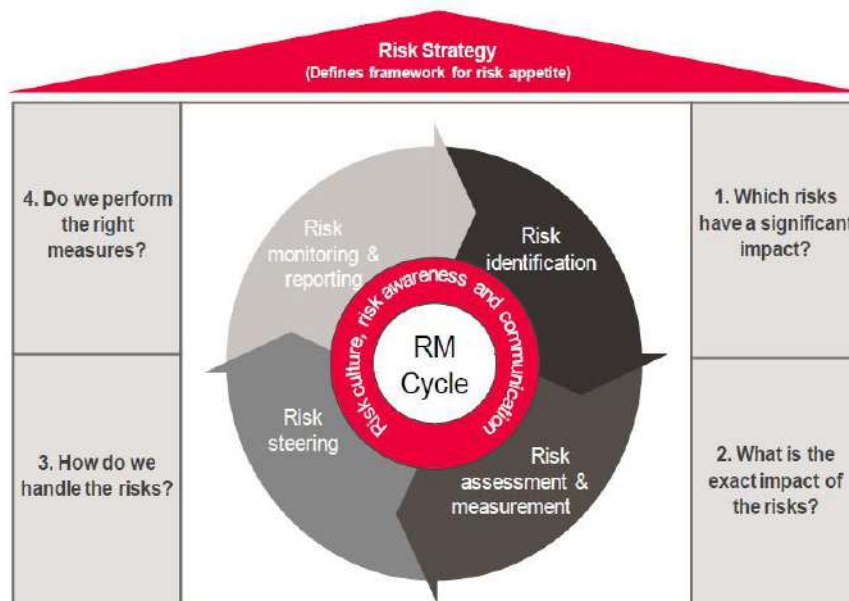 Risk Strategy
(Defines framework for risk appetite)
4. Do we perform
the right
measures?
1. Which risks
have a significant
impact?
Risk
monitoring &
reporting
Risk
identification
Risk culture, risk awareness and communication
RM
Cycle
Risk
steering
Risk
assessment &
measurement
3. How do we
handle the risks?
2. What is the
exact impact of
the risks?